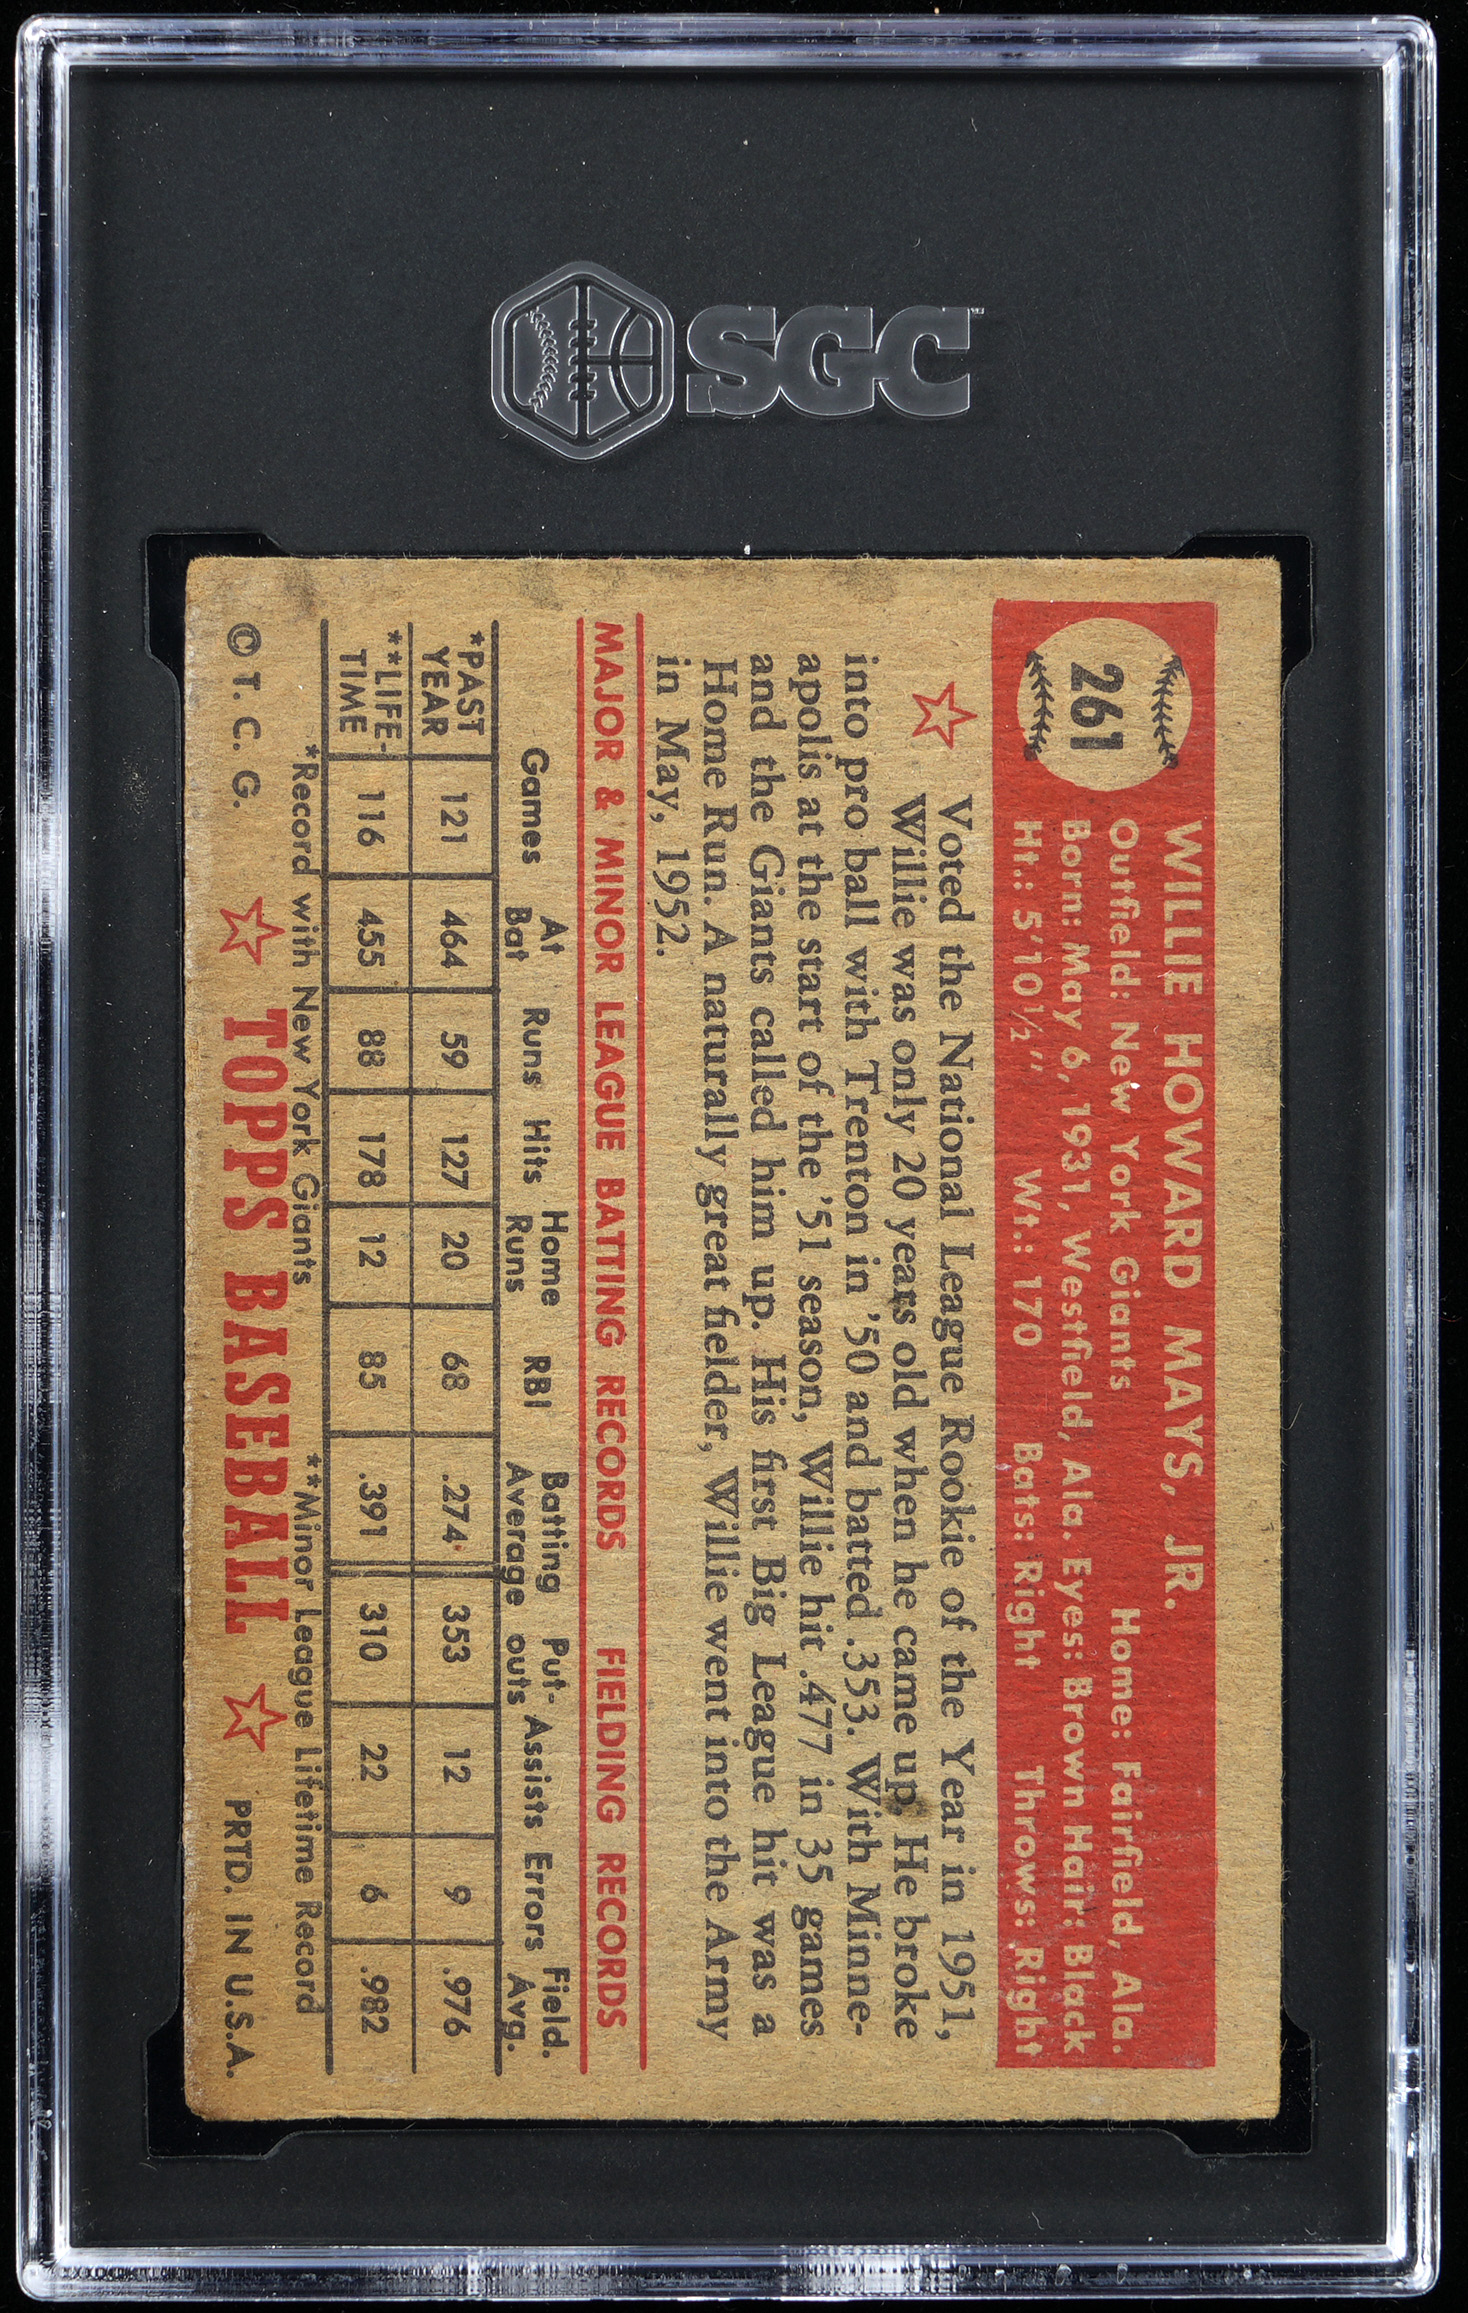 SGC
261
WILLIE HOWARD MAYS, JR.
Outfield: New York Giants Home: Fairfield, Ala.
Born: May 6, 1931, Westfield, Ala. Eyes: Brown Hair: Black
Ht.: 5'10½" Wt.: 170 Bats: Right Throws: Right
Voted the National League Rookie of the Year in 1951,
Willie was only 20 years old when he came up. He broke
into pro ball with Trenton in '50 and batted .353. With Minne-
apolis at the start of the '51 season, Willie hit .477 in 35 games
and the Giants called him up. His first Big League hit was a
Home Run. A naturally great fielder, Willie went into the Army
in May, 1952.
MAJOR & MINOR LEAGUE BATTING RECORDS FIELDING RECORDS
Games At Bat Runs Hits Home Runs RBI Batting Average Put-outs Assists Errors Field. Avg.
*PAST YEAR 121 464 59 127 20 68 .274 353 12 9 .976
**LIFE-TIME 116 455 88 178 12 85 .391 310 22 6 .982
*Record with New York Giants **Minor League Lifetime Record
© T. C. G. TOPPS BASEBALL PRTD. IN U.S.A.